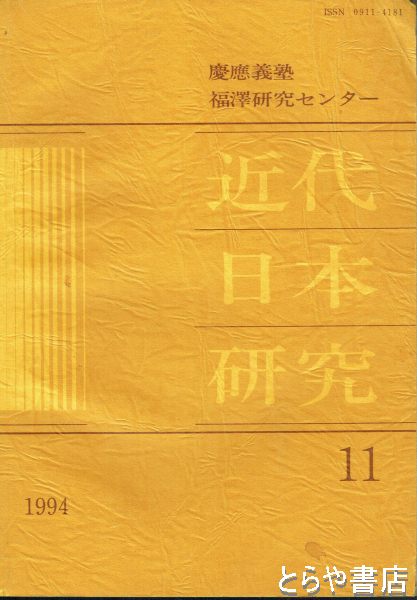 ISSN 0911-4181
慶應義塾
福澤研究センター
近代
日本
研究
11
1994
とらや書店